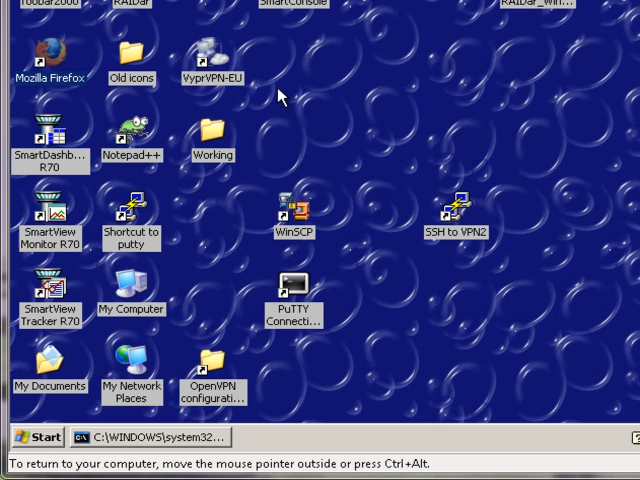 foobar2000
RAIDar
SmartConsole
RAIDar_Win...
Mozilla Firefox
Old icons
VyprVPN-EU
SmartDashb...
R70
Notepad++
Working
SmartView
Monitor R70
Shortcut to
putty
WinSCP
SSH to VPN2
SmartView
Tracker R70
My Computer
PuTTY
Connecti...
My Documents
My Network
Places
OpenVPN
configurati...
Start
C:\WINDOWS\system32...
To return to your computer, move the mouse pointer outside or press Ctrl+Alt.